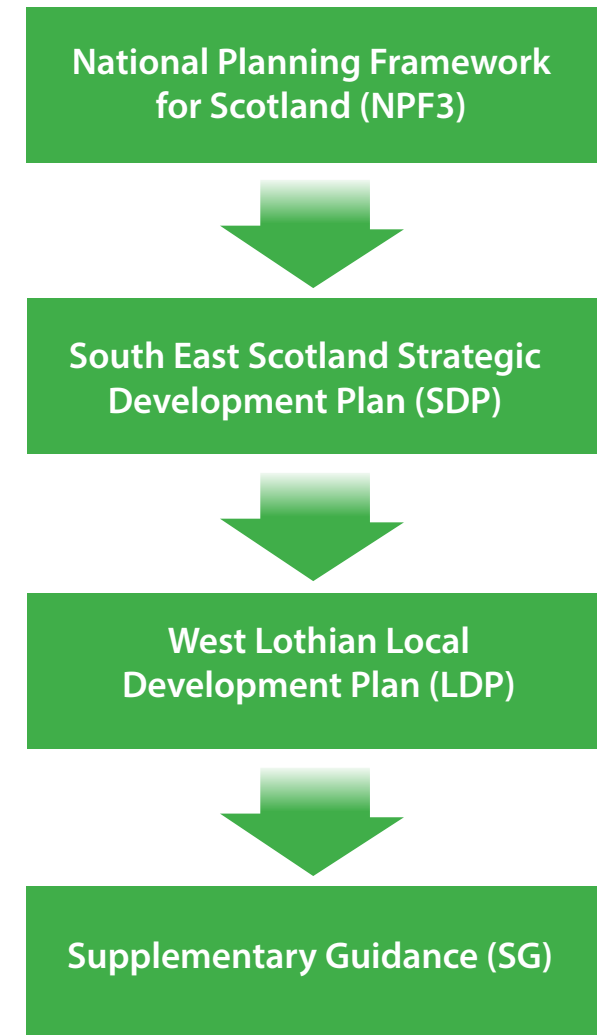 National Planning Framework
for Scotland (NPF3)
South East Scotland Strategic
Development Plan (SDP)
West Lothian Local
Development Plan (LDP)
Supplementary Guidance (SG)